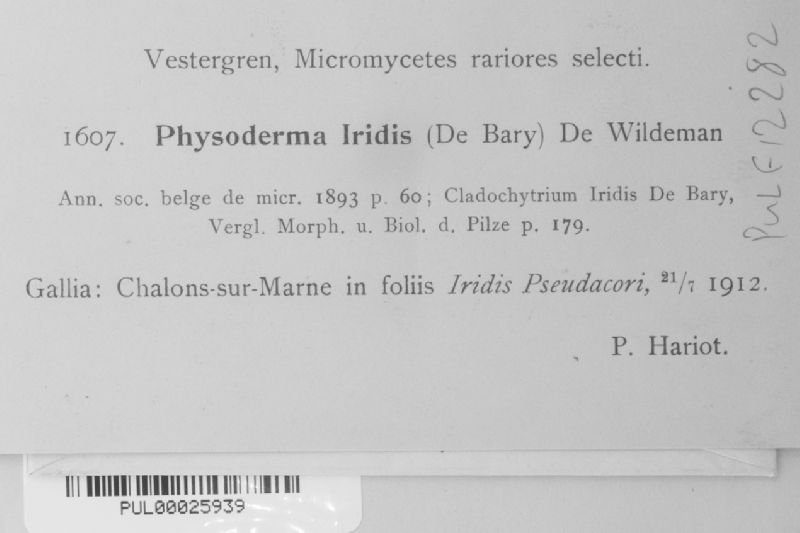 Vestergren, Micromycetes rariores selecti.
1607. Physoderma Iridis (De Bary) De Wildeman
Ann. soc. belge de micr. 1893 p. 60; Cladochytrium Iridis De Bary,
Vergl. Morph. u. Biol. d. Pilze p. 179.
Gallia: Chalons-sur-Marne in foliis Iridis Pseudacori, 21/7 1912.
P. Hariot.
PUL F12282
PUL00025939